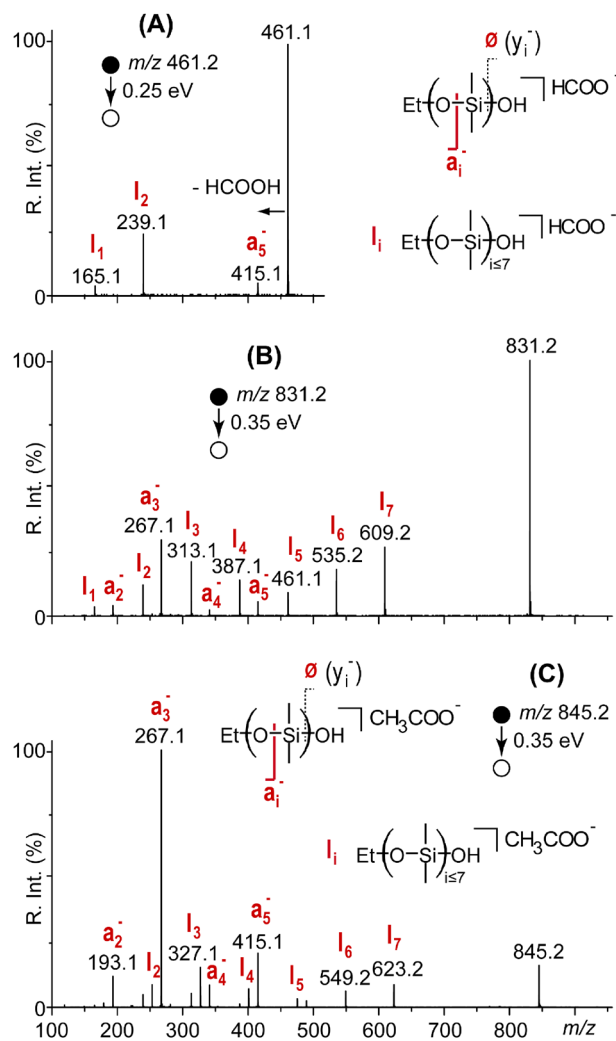 (A)
m/z 461.2
0.25 eV
461.1
100
R. Int. (%)
0
I1
165.1
I2
239.1
- HCOOH
a5-
415.1
ø (yi-)
Et O Si OH HCOO-
ai-
Ii Et O Si OH HCOO-
i≤7
(B)
m/z 831.2
0.35 eV
831.2
100
R. Int. (%)
0
I1
a2-
I2
a3-
267.1
I3
313.1
a4-
I4
387.1
a5-
I5
461.1
I6
535.2
I7
609.2
(C)
m/z 845.2
0.35 eV
ø (yi-)
Et O Si OH CH3COO-
ai-
Ii Et O Si OH CH3COO-
i≤7
100
R. Int. (%)
0
a2-
193.1
I2
a3-
267.1
I3
327.1
a4-
I4
a5-
415.1
I5
I6
549.2
I7
623.2
845.2
100 200 300 400 500 600 700 800 m/z